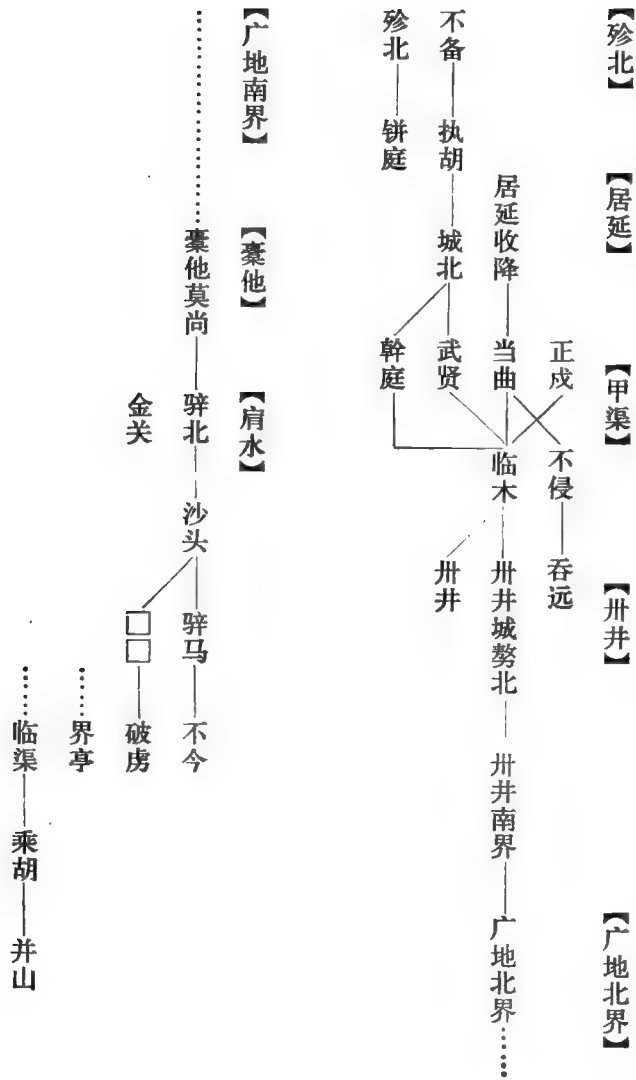 【殄北】 【居延】 【甲渠】 【卅井】 【广地北界】
正戍
不侵 吞远
居延收降 当曲 临木 卅井城勢北 卅井南界 广地北界……
不备 执胡 城北 武贤 卅井
殄北 饼庭 幹庭
【广地南界】 【橐他】 【肩水】
……橐他莫尚 骍北 沙头 骍马 不今
金关 □□ 破虏
……界亭
……临渠 乘胡 并山